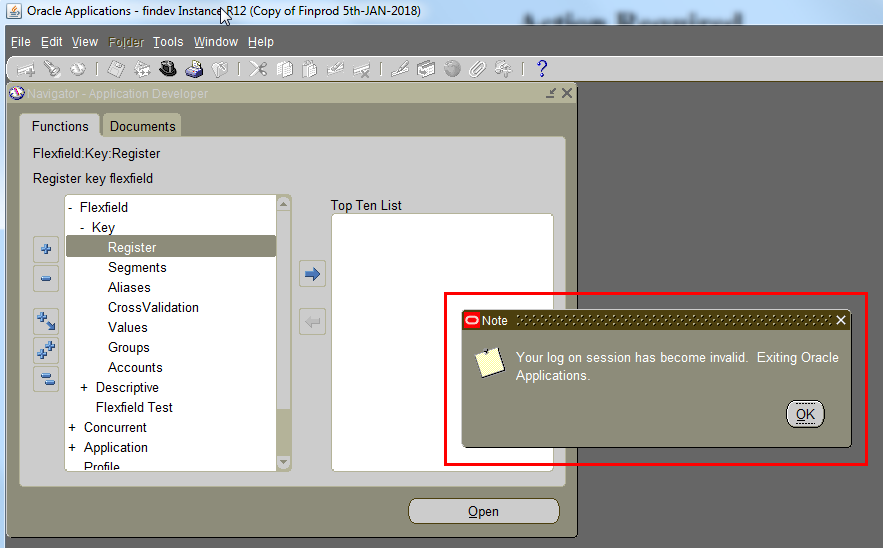 Oracle Applications - findev Instance R12 (Copy of Finprod 5th-JAN-2018)
Action Required
File Edit View Folder Tools Window Help
Navigator - Application Developer
Functions Documents
Flexfield:Key:Register
Register key flexfield
Top Ten List
- Flexfield
- Key
Register
Segments
Aliases
CrossValidation
Values
Groups
Accounts
+ Descriptive
Flexfield Test
+ Concurrent
+ Application
Profile
Note
Your log on session has become invalid.  Exiting Oracle
Applications.
OK
Open